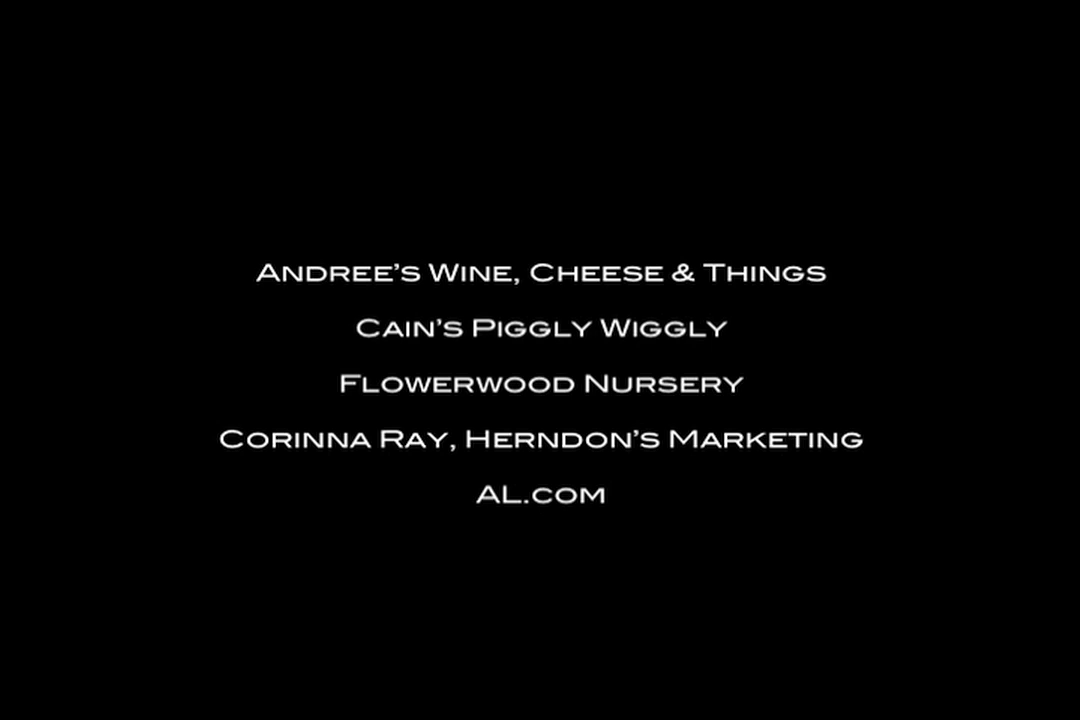 Andree's Wine, Cheese & Things
Cain's Piggly Wiggly
Flowerwood Nursery
Corinna Ray, Herndon's Marketing
AL.com